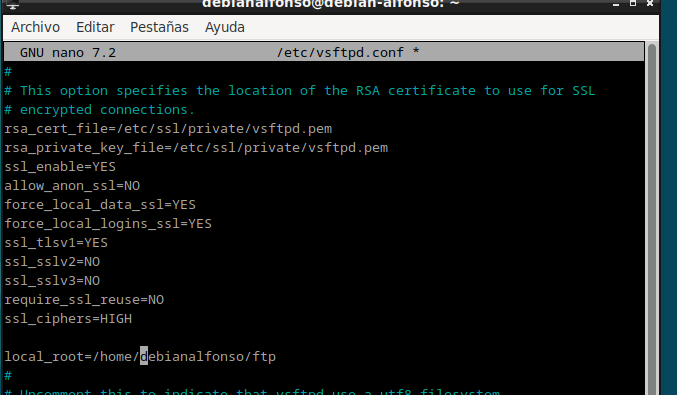 debianalfonso@debian-alfonso: ~
Archivo Editar Pestañas Ayuda
GNU nano 7.2 /etc/vsftpd.conf *
#
# This option specifies the location of the RSA certificate to use for SSL
# encrypted connections.
rsa_cert_file=/etc/ssl/private/vsftpd.pem
rsa_private_key_file=/etc/ssl/private/vsftpd.pem
ssl_enable=YES
allow_anon_ssl=NO
force_local_data_ssl=YES
force_local_logins_ssl=YES
ssl_tlsv1=YES
ssl_sslv2=NO
ssl_sslv3=NO
require_ssl_reuse=NO
ssl_ciphers=HIGH
local_root=/home/debianalfonso/ftp
#
# Uncomment this to indicate that vsftpd use a utf8 filesystem.